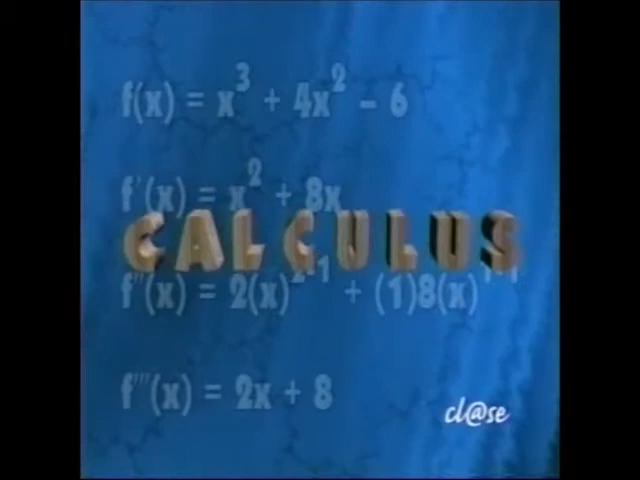 f(x) = x³ + 4x² - 6
f'(x) = x² + 8x
CALCULUS
f''(x) = 2(x)²⁻¹ + (1)8(x)¹⁻¹
f'''(x) = 2x + 8
cl@se